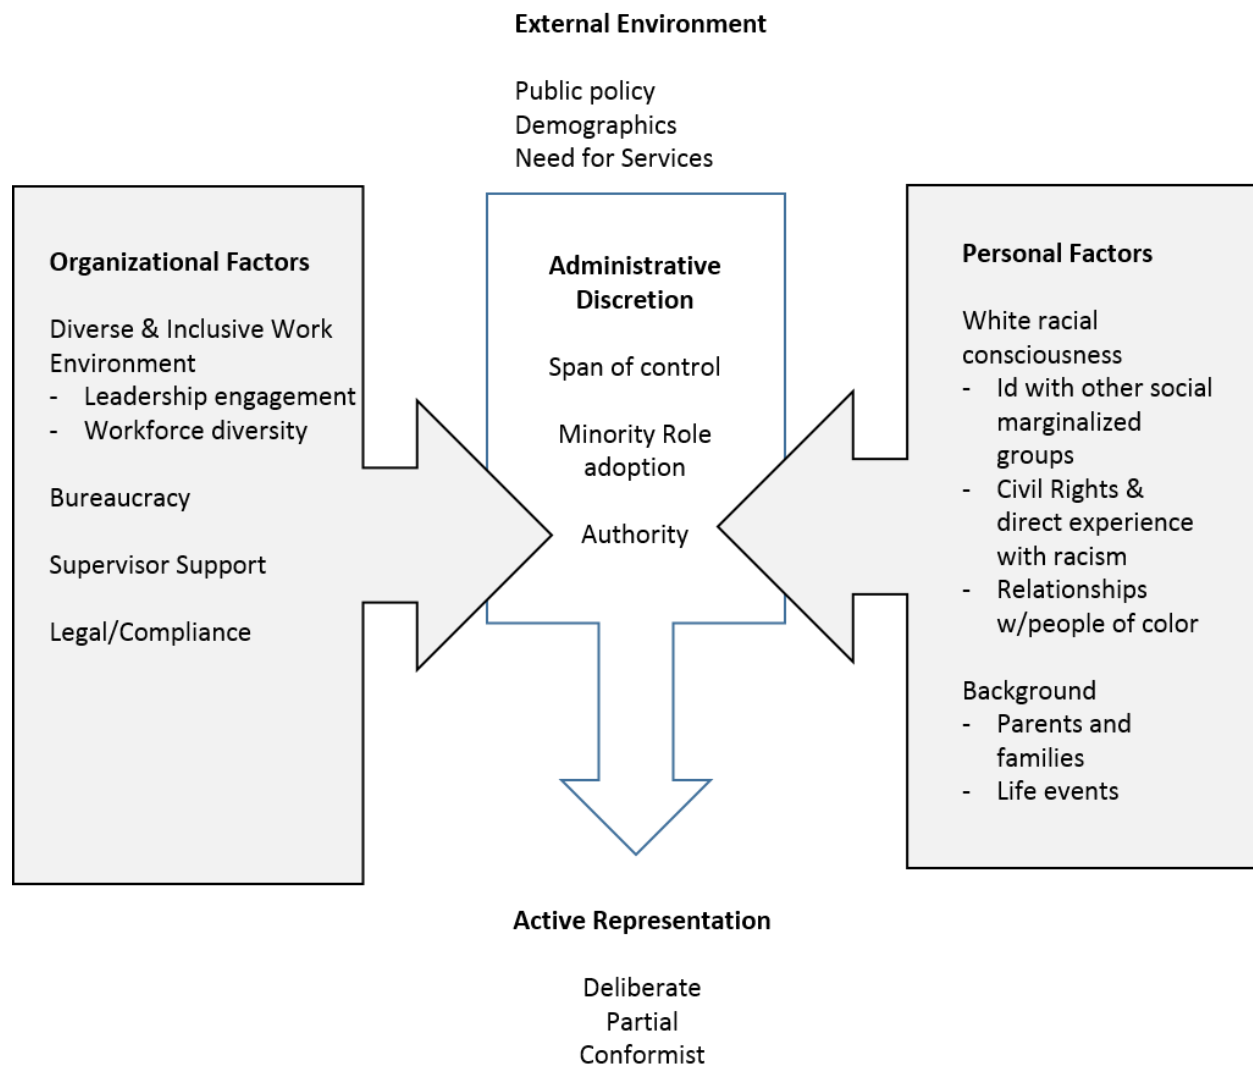 External Environment
Public policy
Demographics
Need for Services
Organizational Factors
Diverse & Inclusive Work
Environment
- Leadership engagement
- Workforce diversity
Bureaucracy
Supervisor Support
Legal/Compliance
Administrative
Discretion
Span of control
Minority Role
adoption
Authority
Personal Factors
White racial
consciousness
- Id with other social
marginalized
groups
- Civil Rights &
direct experience
with racism
- Relationships
w/people of color
Background
- Parents and
families
- Life events
Active Representation
Deliberate
Partial
Conformist